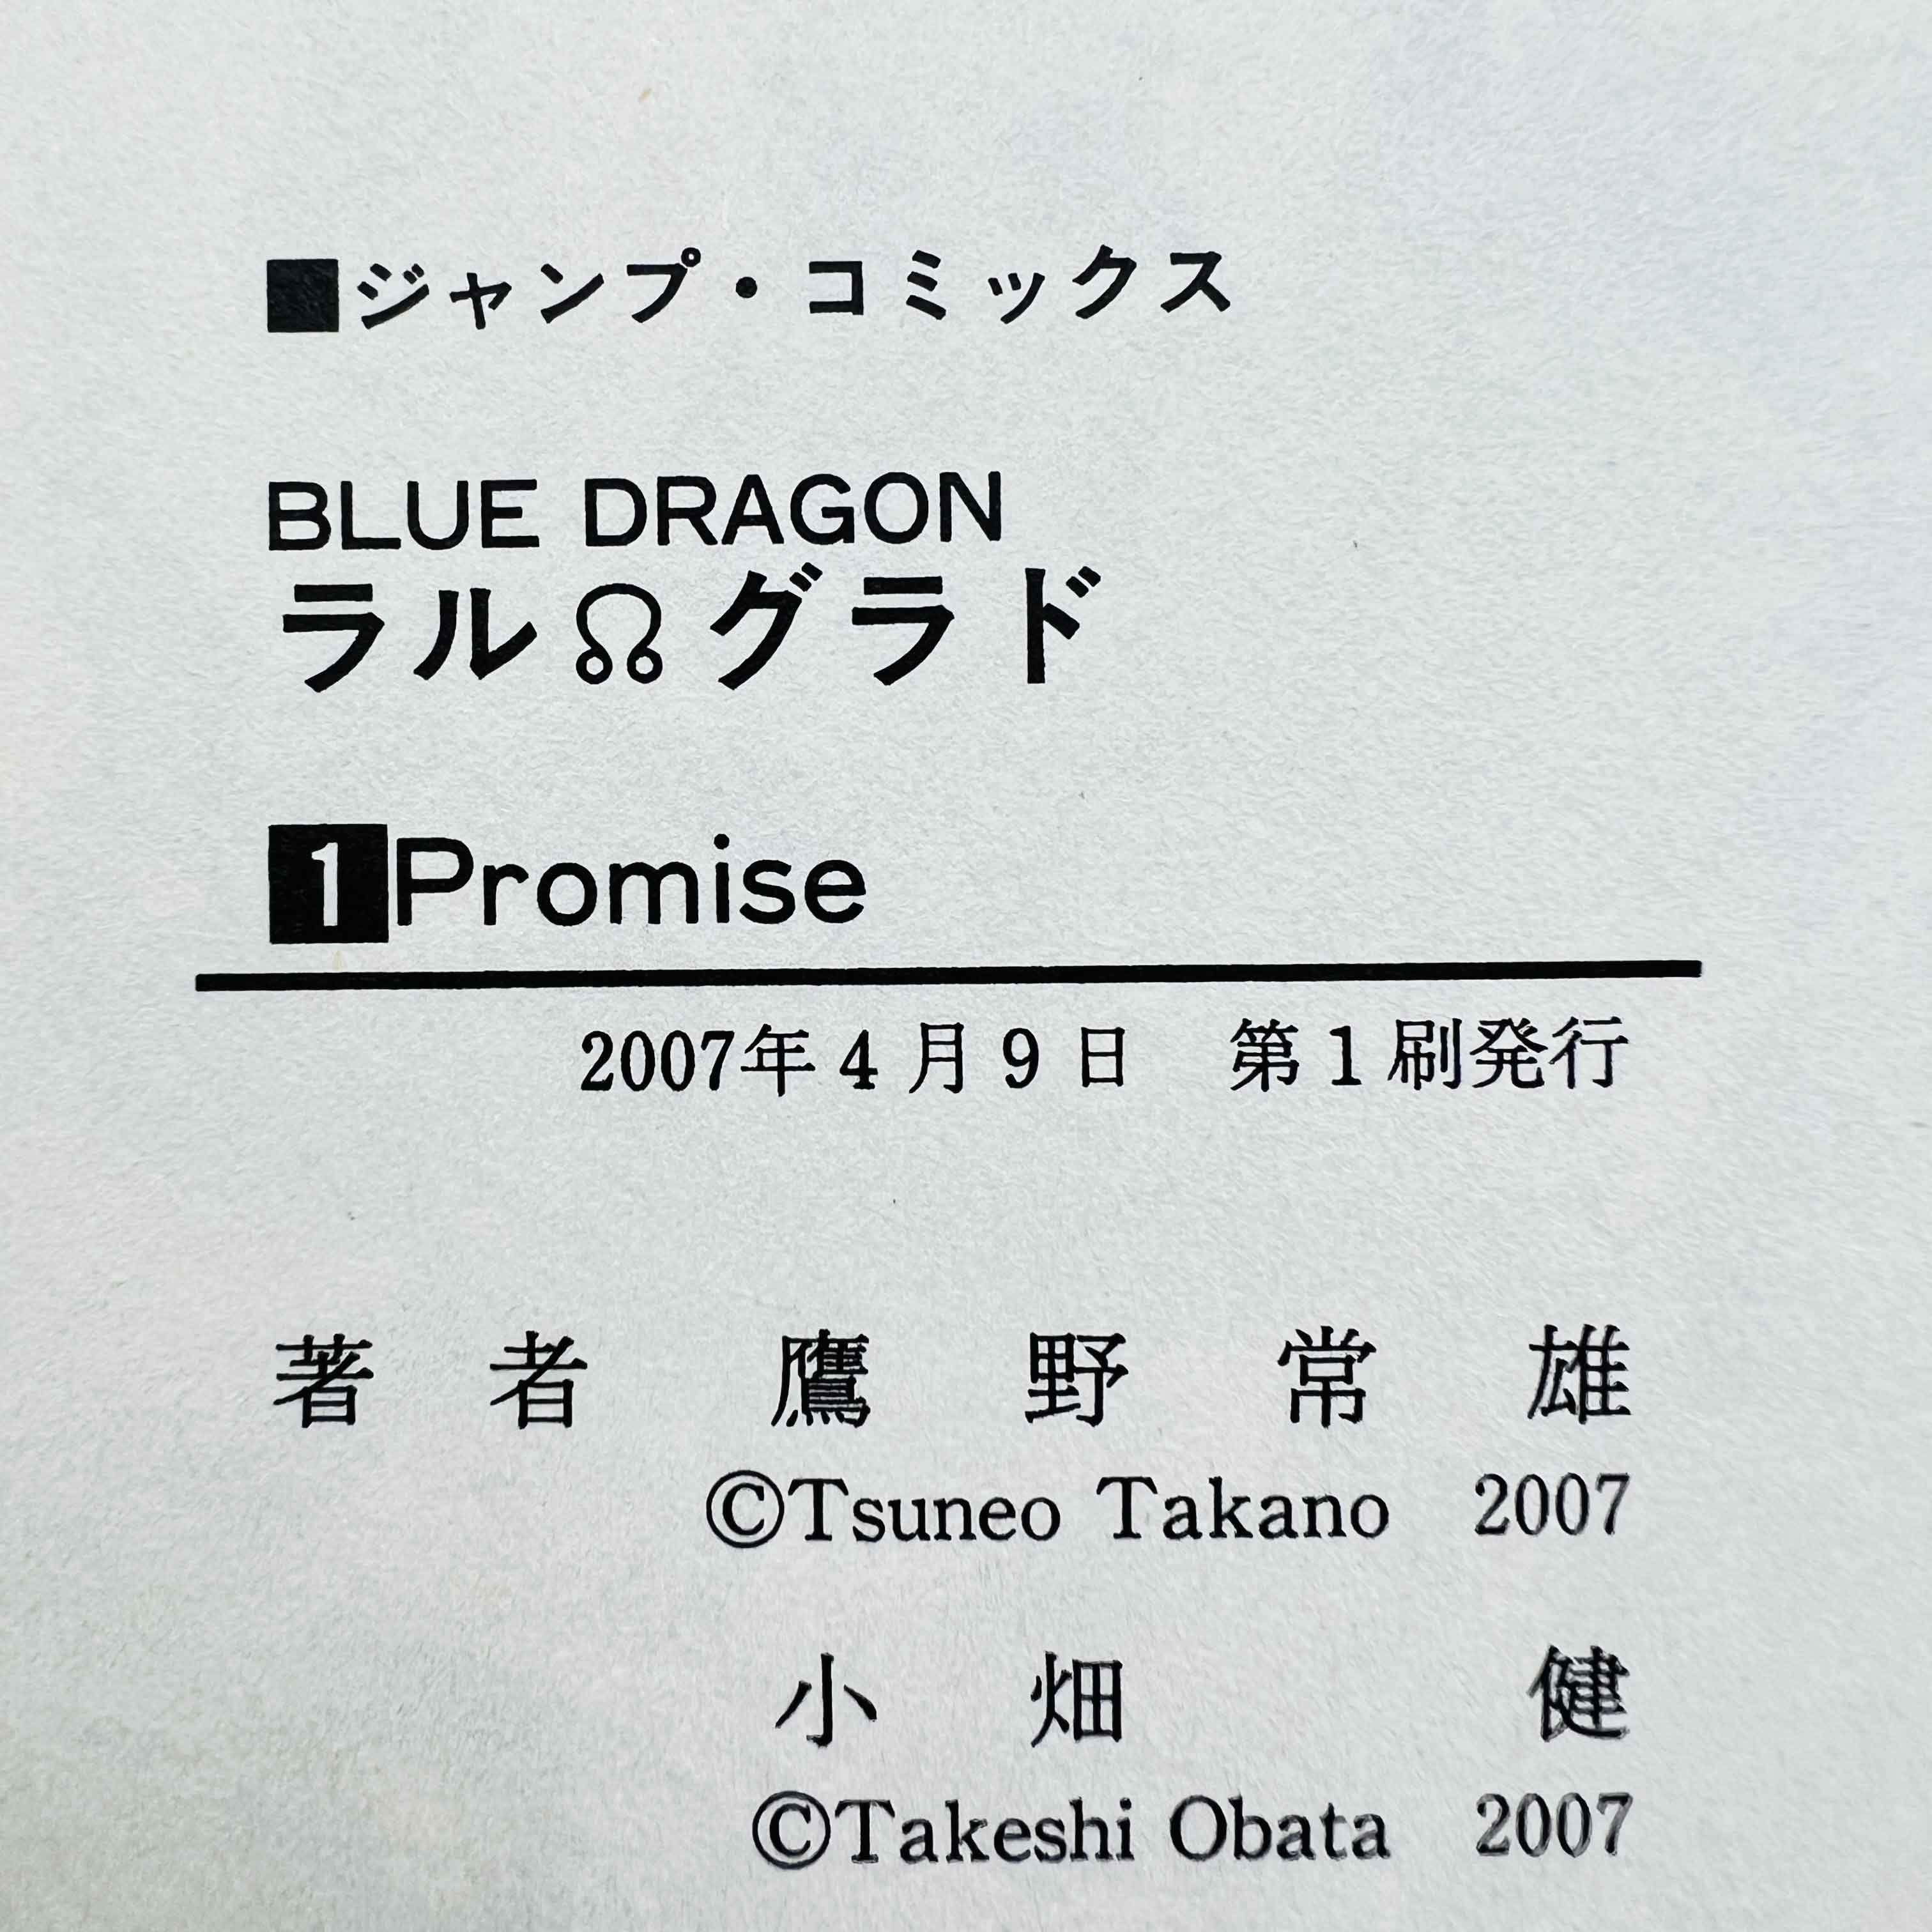 ■ジャンプ・コミックス
BLUE DRAGON
ラル☊グラド
1 Promise
2007年4月9日　第1刷発行
著者　鷹野常雄
©Tsuneo Takano 2007
小畑　健
©Takeshi Obata 2007